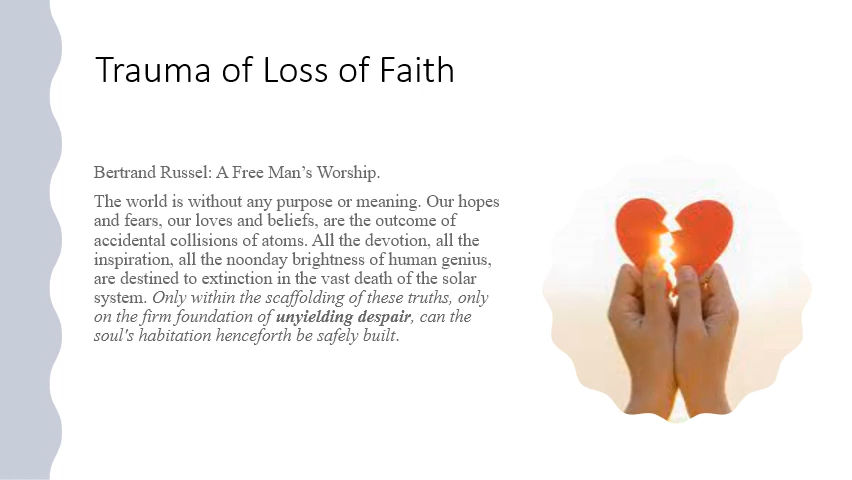 Trauma of Loss of Faith
Bertrand Russel: A Free Man’s Worship.
The world is without any purpose or meaning. Our hopes
and fears, our loves and beliefs, are the outcome of
accidental collisions of atoms. All the devotion, all the
inspiration, all the noonday brightness of human genius,
are destined to extinction in the vast death of the solar
system. Only within the scaffolding of these truths, only
on the firm foundation of unyielding despair, can the
soul's habitation henceforth be safely built.